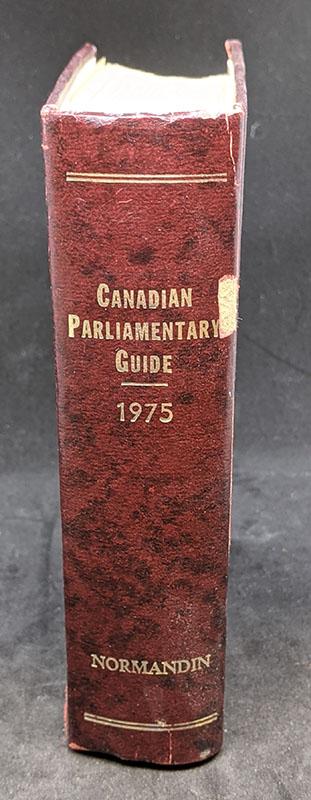 CANADIAN
PARLIAMENTARY
GUIDE
1975
NORMANDIN